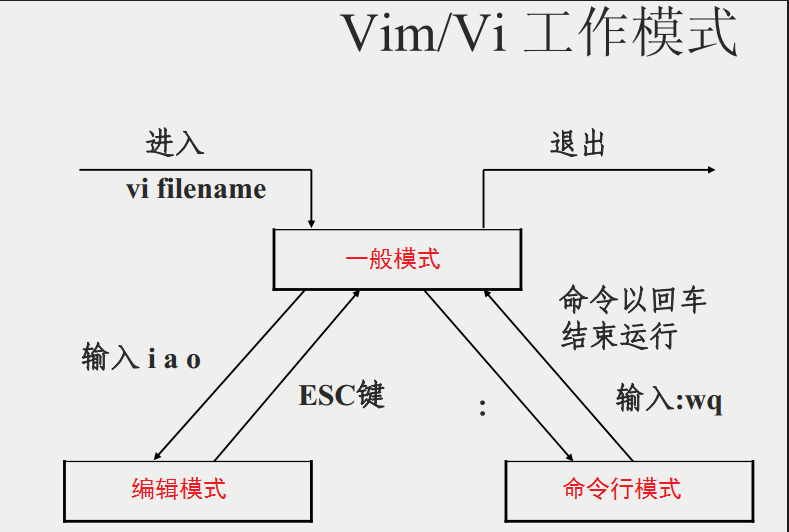 Vim/Vi 工作模式
进入
退出
vi filename
一般模式
命令以回车
结束运行
输入 i a o
ESC键
:
输入:wq
编辑模式
命令行模式